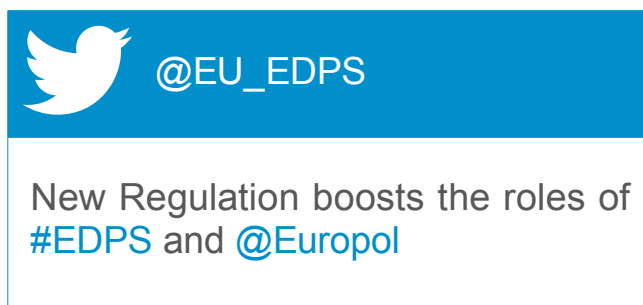 @EU_EDPS
New Regulation boosts the roles of
#EDPS and @Europol